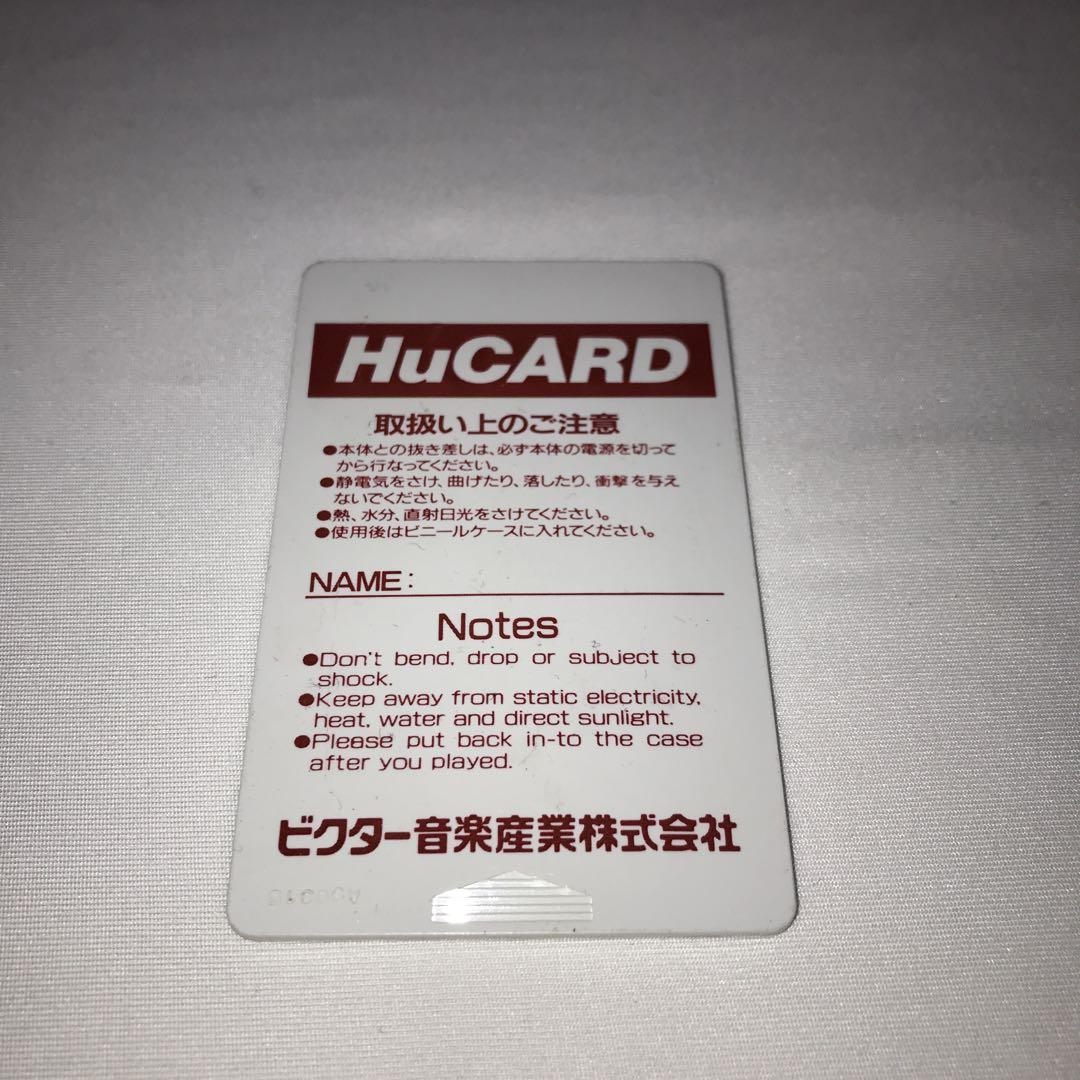 HuCARD
取扱い上のご注意
●本体との抜き差しは、必ず本体の電源を切って
から行なってください。
●静電気をさけ、曲げたり、落したり、衝撃を与え
ないでください。
●熱、水分、直射日光をさけてください。
●使用後はビニールケースに入れてください。
NAME:
Notes
●Don't bend, drop or subject to
shock.
●Keep away from static electricity,
heat, water and direct sunlight.
●Please put back in-to the case
after you played.
ビクター音楽産業株式会社